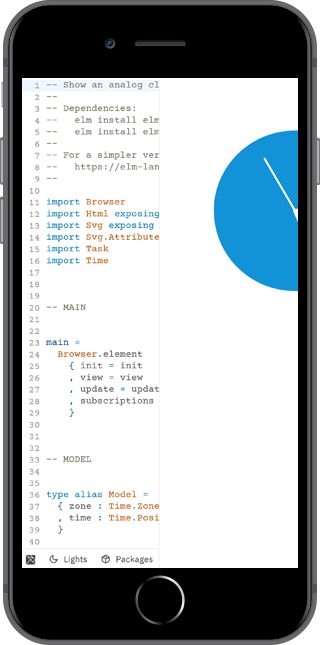 1 -- Show an analog cl
2 --
3 -- Dependencies:
4 --   elm install elm
5 --   elm install elm
6 --
7 -- For a simpler ver
8 --   https://elm-lan
9 --
10
11 import Browser
12 import Html exposing
13 import Svg exposing
14 import Svg.Attribute
15 import Task
16 import Time
17
18
19
20 -- MAIN
21
22
23 main =
24   Browser.element
25     { init = init
26     , view = view
27     , update = updat
28     , subscriptions
29     }
30
31
32
33 -- MODEL
34
35
36 type alias Model =
37   { zone : Time.Zone
38   , time : Time.Posi
39   }
40
Lights Packages